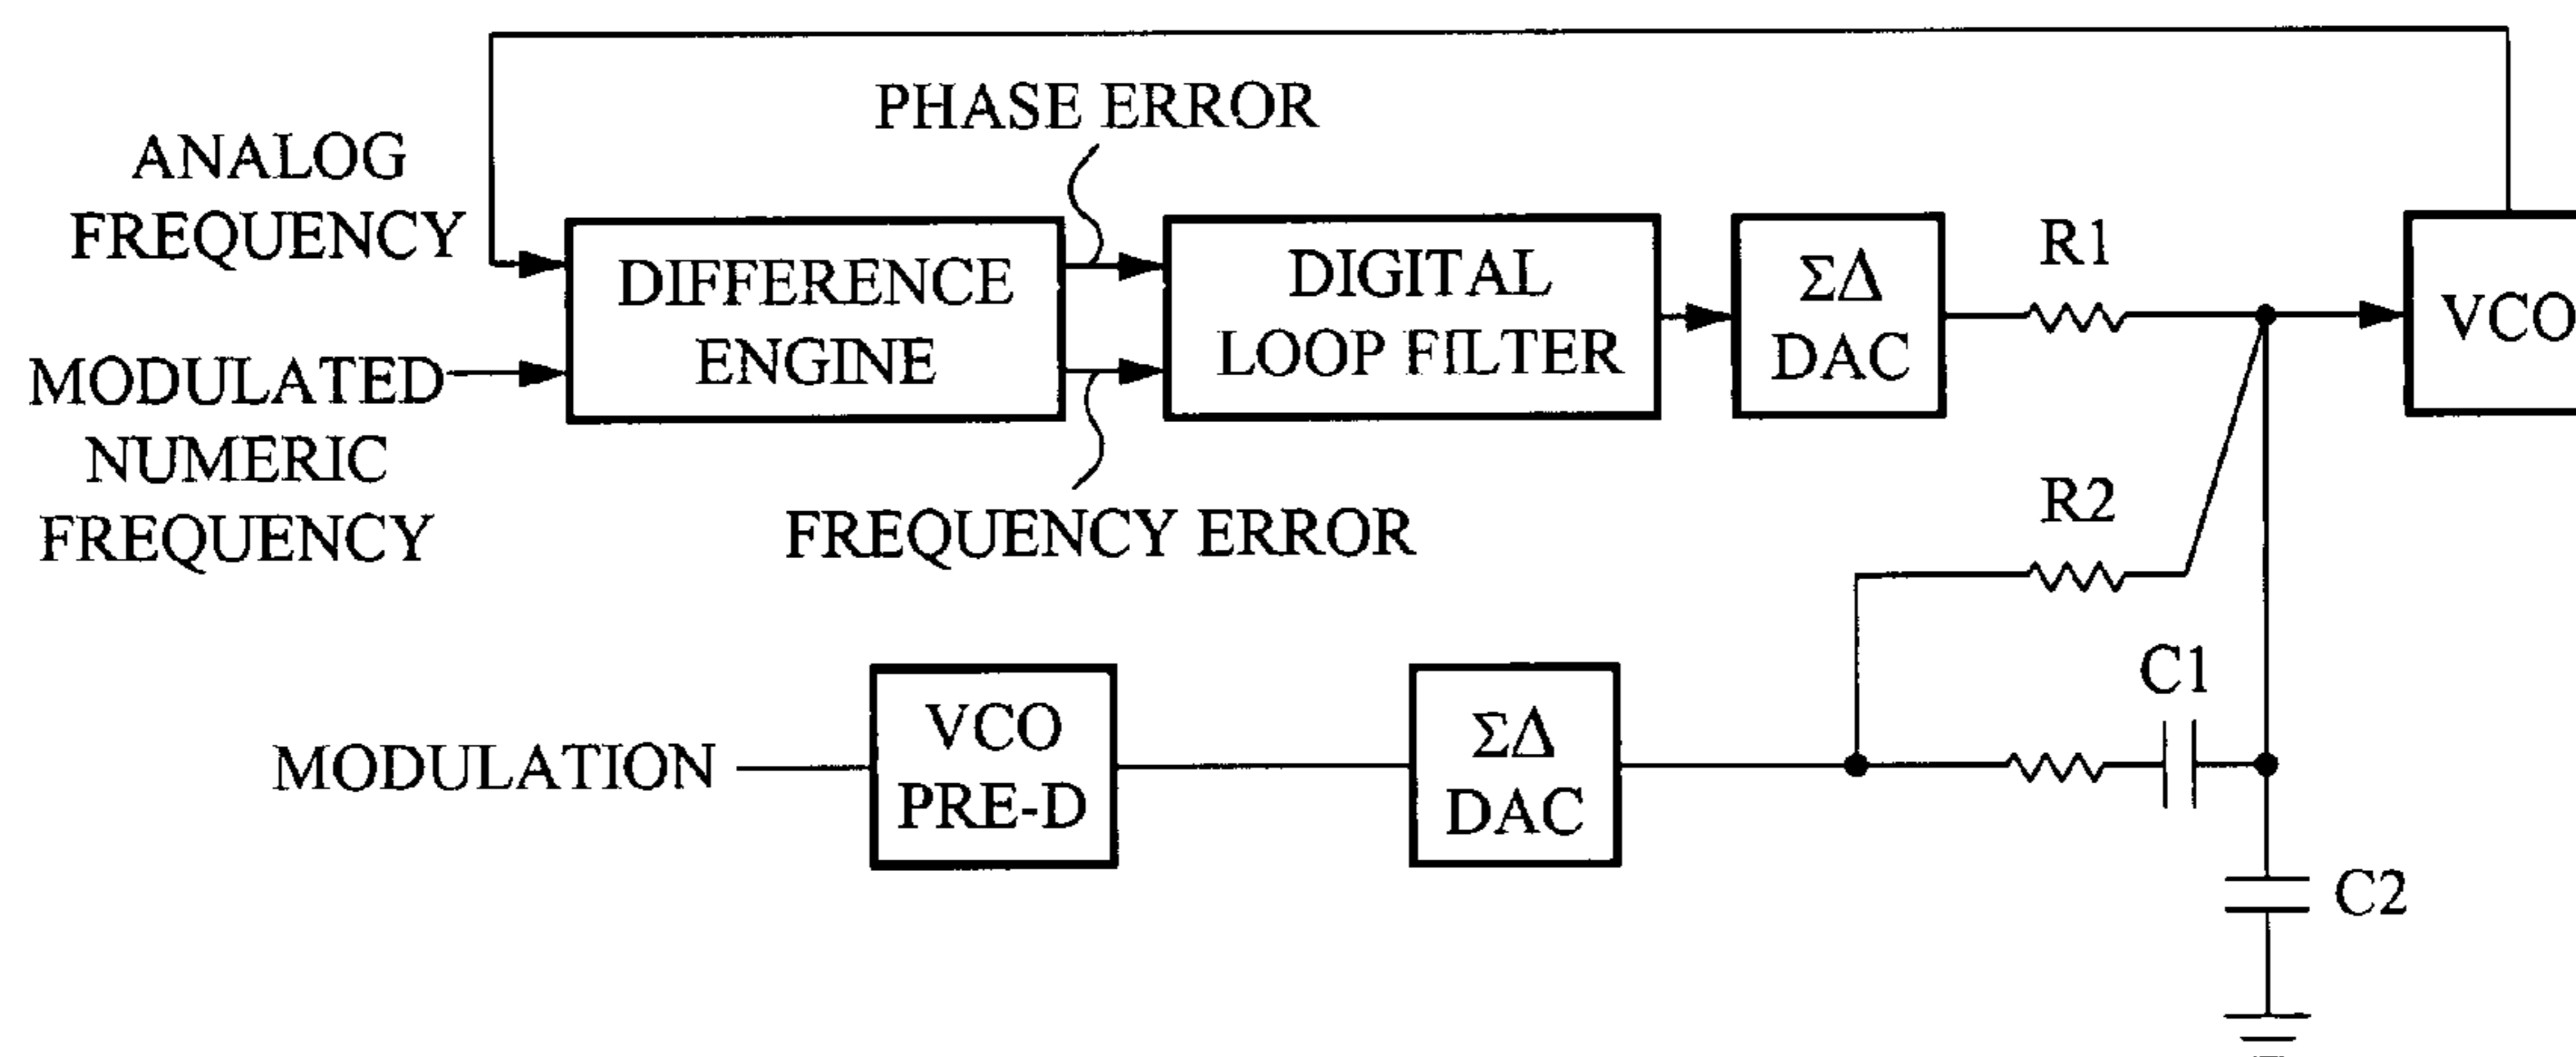 PHASE ERROR
ANALOG
FREQUENCY
MODULATED
NUMERIC
FREQUENCY
DIFFERENCE
ENGINE
FREQUENCY ERROR
DIGITAL
LOOP FILTER
ΣΔ
DAC
R1
VCO
R2
C1
MODULATION
VCO
PRE-D
ΣΔ
DAC
C2